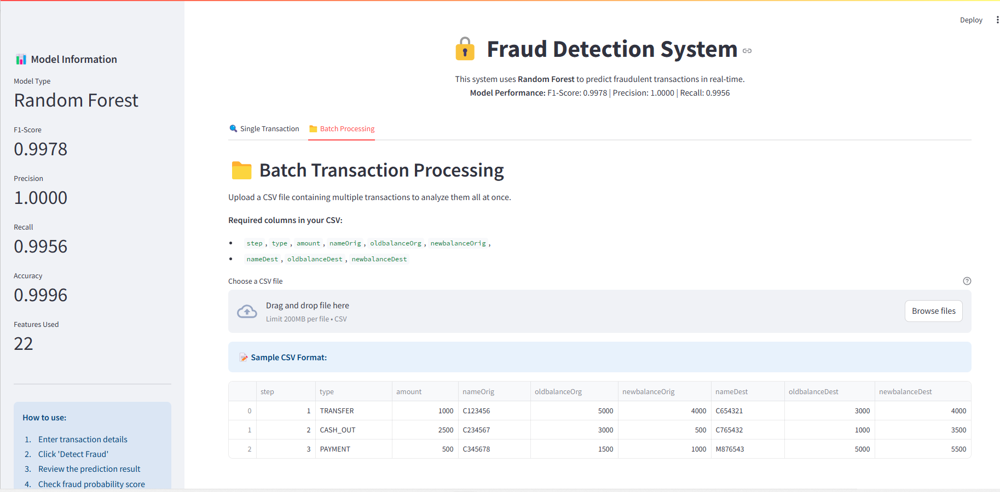 Deploy
Model Information
Model Type
Random Forest
F1-Score
0.9978
Precision
1.0000
Recall
0.9956
Accuracy
0.9996
Features Used
22
How to use:
1. Enter transaction details
2. Click 'Detect Fraud'
3. Review the prediction result
4. Check fraud probability score
Fraud Detection System
This system uses Random Forest to predict fraudulent transactions in real-time.
Model Performance: F1-Score: 0.9978 | Precision: 1.0000 | Recall: 0.9956
Single Transaction Batch Processing
Batch Transaction Processing
Upload a CSV file containing multiple transactions to analyze them all at once.
Required columns in your CSV:
• step , type , amount , nameOrig , oldbalanceOrg , newbalanceOrig ,
• nameDest , oldbalanceDest , newbalanceDest
Choose a CSV file
Drag and drop file here
Limit 200MB per file • CSV
Browse files
Sample CSV Format:
step type amount nameOrig oldbalanceOrg newbalanceOrig nameDest oldbalanceDest newbalanceDest
0 1 TRANSFER 1000 C123456 5000 4000 C654321 3000 4000
1 2 CASH_OUT 2500 C234567 3000 500 C765432 1000 3500
2 3 PAYMENT 500 C345678 1500 1000 M876543 5000 5500